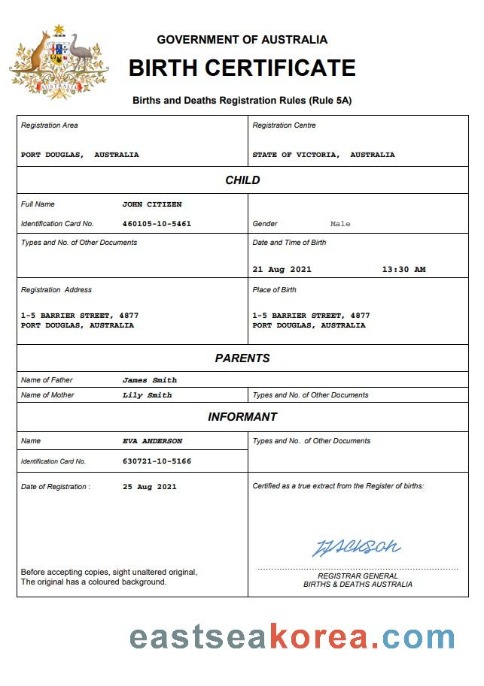 GOVERNMENT OF AUSTRALIA
BIRTH CERTIFICATE
Births and Deaths Registration Rules (Rule 5A)
AUSTRALIA
Registration Area
Registration Centre
PORT DOUGLAS, AUSTRALIA
STATE OF VICTORIA, AUSTRALIA
CHILD
Full Name JOHN CITIZEN
Identification Card No. 460105-10-5461
Gender Male
Types and No. of Other Documents
Date and Time of Birth
21 Aug 2021 13:30 AM
Registration Address
1-5 BARRIER STREET, 4877
PORT DOUGLAS, AUSTRALIA
Place of Birth
1-5 BARRIER STREET, 4877
PORT DOUGLAS, AUSTRALIA
PARENTS
Name of Father James Smith
Name of Mother Lily Smith
Types and No. of Other Documents
INFORMANT
Name EVA ANDERSON
Types and No. of Other Documents
Identification Card No. 630721-10-5166
Date of Registration : 25 Aug 2021
Certified as a true extract from the Register of births:
Before accepting copies, sight unaltered original,
The original has a coloured background.
REGISTRAR GENERAL
BIRTHS & DEATHS AUSTRALIA
eastseakorea.com